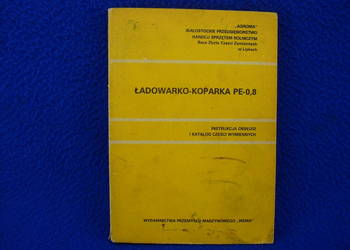 „AGROMA”
BIAŁOSTOCKIE PRZEDSIĘBIORSTWO
HANDLU SPRZĘTEM ROLNICZYM
Baza Zbytu Części Zamiennych
w Łapach
ŁADOWARKO-KOPARKA PE-0,8
INSTRUKCJA OBSŁUGI
I KATALOG CZĘŚCI WYMIENNYCH
WYDAWNICTWA PRZEMYSŁU MASZYNOWEGO „WEMA”